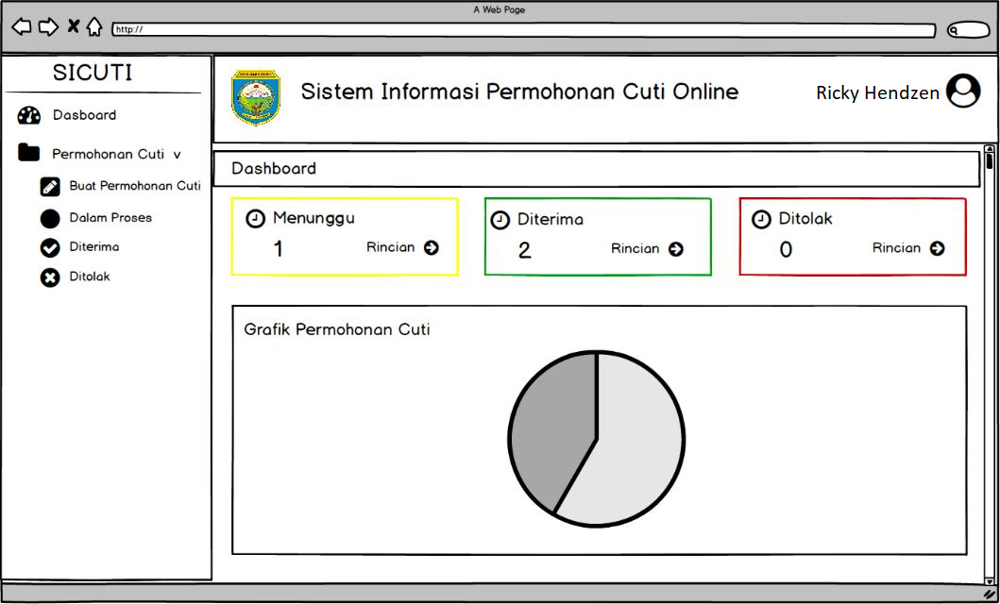 A Web Page
http://
SICUTI
Dasboard
Permohonan Cuti v
Buat Permohonan Cuti
Dalam Proses
Diterima
Ditolak
Sistem Informasi Permohonan Cuti Online
Ricky Hendzen
Dashboard
Menunggu
1
Rincian
Diterima
2
Rincian
Ditolak
0
Rincian
Grafik Permohonan Cuti